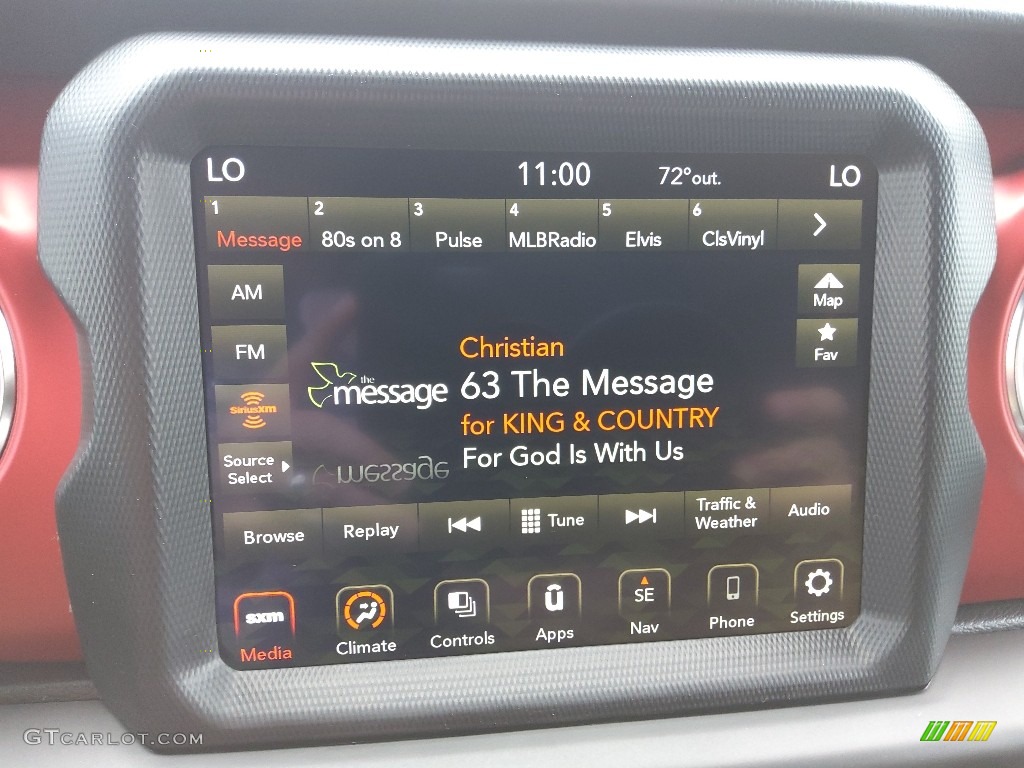 LO 11:00 72°out. LO
1 2 3 4 5 6
Message 80s on 8 Pulse MLBRadio Elvis ClsVinyl
AM
Map
FM
Fav
Christian
the
message
63 The Message
SiriusXM
for KING & COUNTRY
For God Is With Us
Source
Select
message
Browse Replay Tune Traffic &
Weather Audio
sxm SE
Media Climate Controls Apps Nav Phone Settings
GTcarlot.com